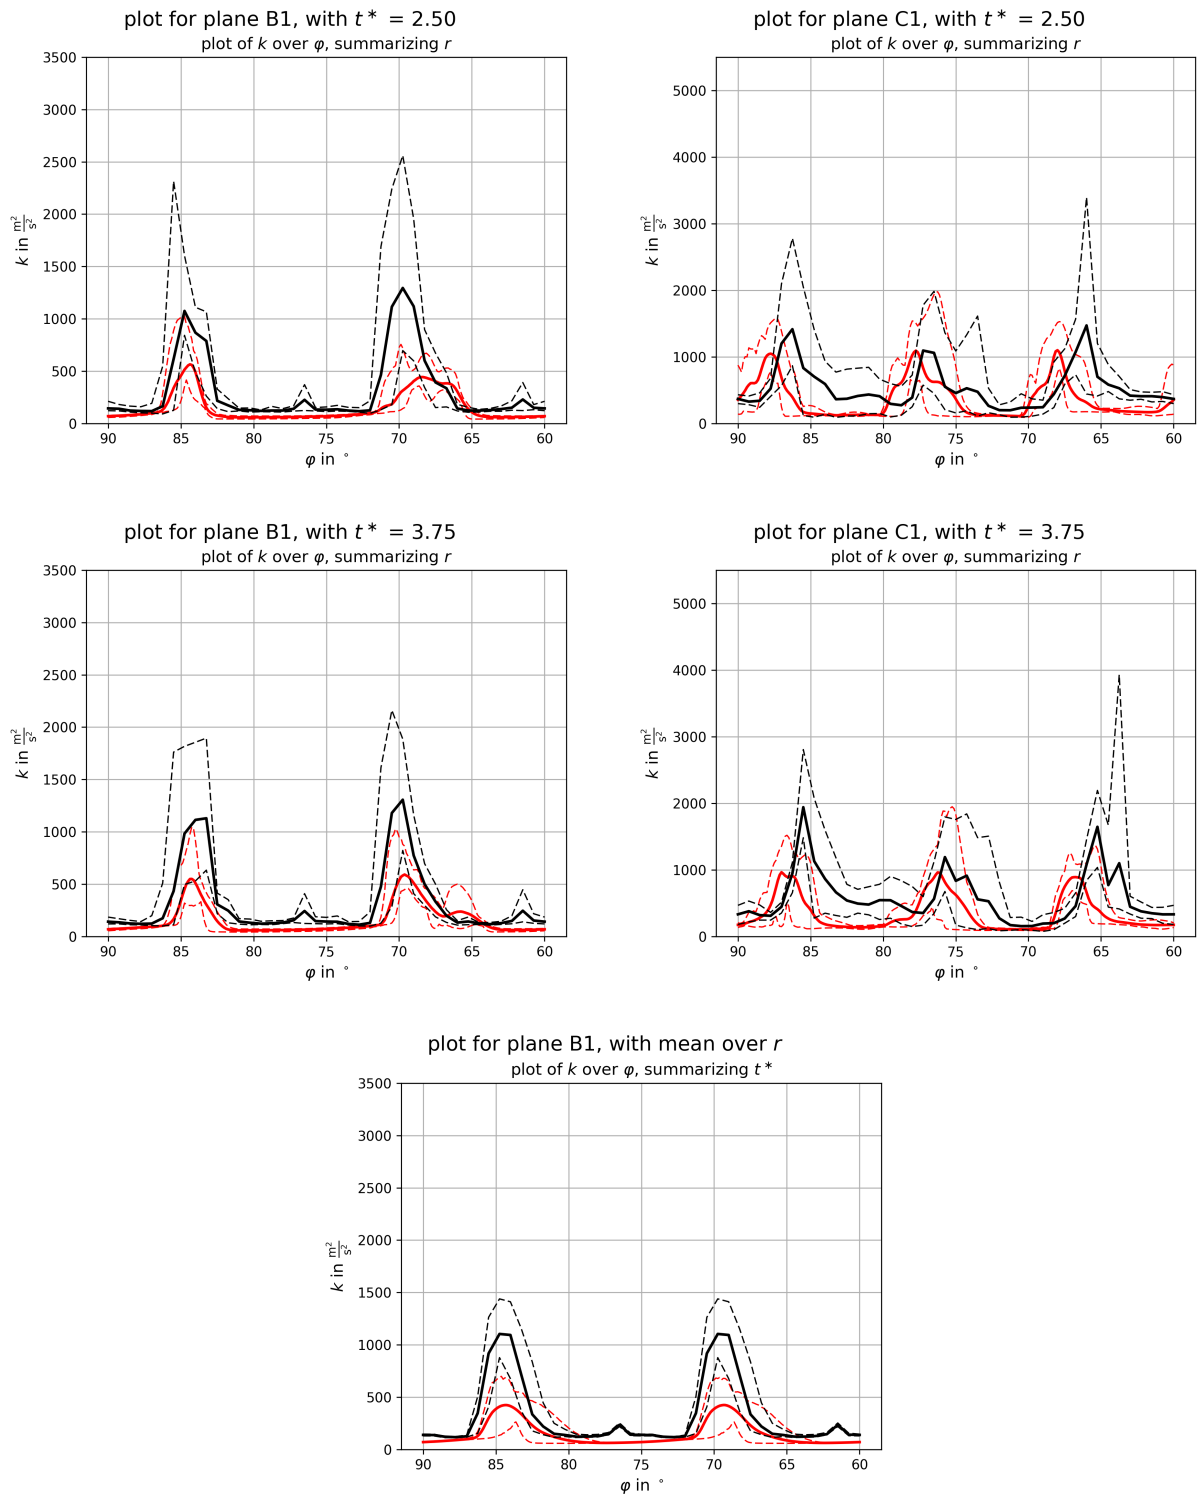 plot for plane B1, with t* = 2.50
plot of k over φ, summarizing r
3500
3000
2500
2000
1500
1000
500
0
k in m²/s²
90 85 80 75 70 65 60
φ in °
plot for plane C1, with t* = 2.50
plot of k over φ, summarizing r
5000
4000
3000
2000
1000
0
k in m²/s²
90 85 80 75 70 65 60
φ in °
plot for plane B1, with t* = 3.75
plot of k over φ, summarizing r
3500
3000
2500
2000
1500
1000
500
0
k in m²/s²
90 85 80 75 70 65 60
φ in °
plot for plane C1, with t* = 3.75
plot of k over φ, summarizing r
5000
4000
3000
2000
1000
0
k in m²/s²
90 85 80 75 70 65 60
φ in °
plot for plane B1, with mean over r
plot of k over φ, summarizing t*
3500
3000
2500
2000
1500
1000
500
0
k in m²/s²
90 85 80 75 70 65 60
φ in °